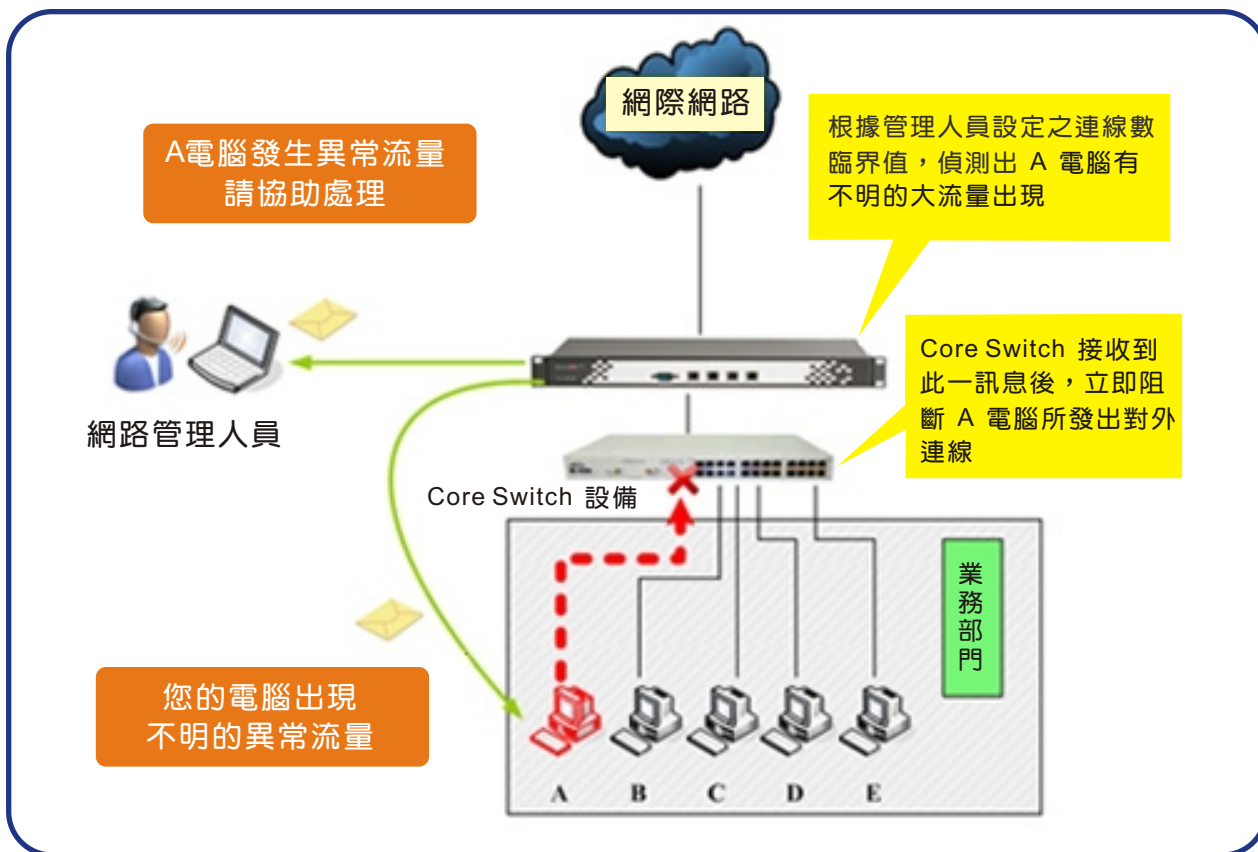 網際網路
A電腦發生異常流量
請協助處理
根據管理人員設定之連線數
臨界值，偵測出 A 電腦有
不明的大流量出現
Core Switch 接收到
此一訊息後，立即阻
斷 A 電腦所發出對外
連線
網路管理人員
Core Switch 設備
業
務
部
門
您的電腦出現
不明的異常流量
A B C D E